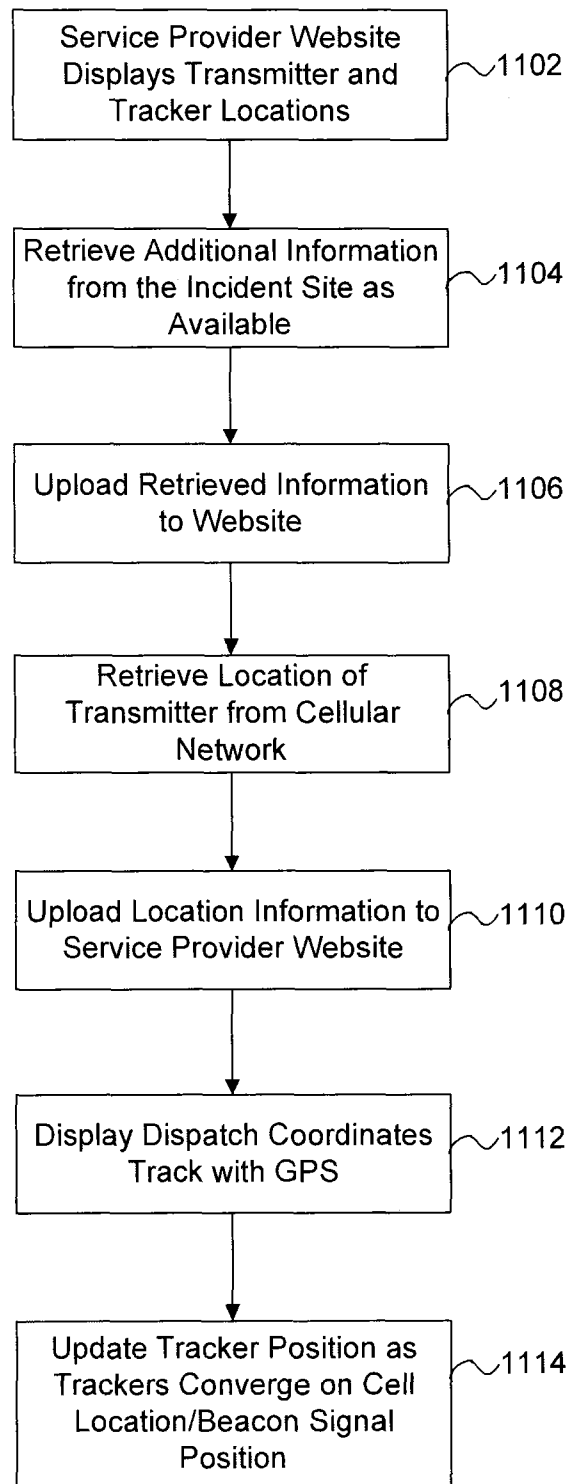 Service Provider Website
Displays Transmitter and
Tracker Locations
1102
Retrieve Additional Information
from the Incident Site as
Available
1104
Upload Retrieved Information
to Website
1106
Retrieve Location of
Transmitter from Cellular
Network
1108
Upload Location Information to
Service Provider Website
1110
Display Dispatch Coordinates
Track with GPS
1112
Update Tracker Position as
Trackers Converge on Cell
Location/Beacon Signal
Position
1114